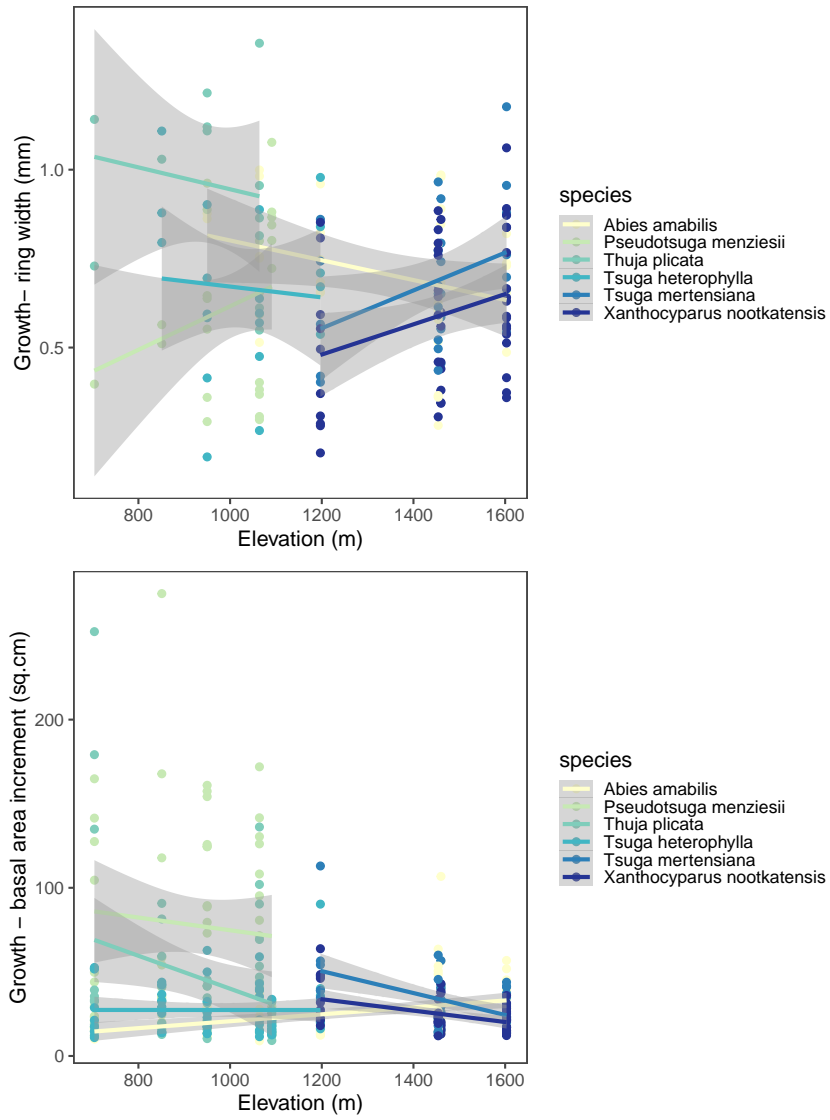 Growth− ring width (mm)
1.0
0.5
800 1000 1200 1400 1600
Elevation (m)
species
Abies amabilis
Pseudotsuga menziesii
Thuja plicata
Tsuga heterophylla
Tsuga mertensiana
Xanthocyparus nootkatensis
Growth − basal area increment (sq.cm)
200
100
0
800 1000 1200 1400 1600
Elevation (m)
species
Abies amabilis
Pseudotsuga menziesii
Thuja plicata
Tsuga heterophylla
Tsuga mertensiana
Xanthocyparus nootkatensis